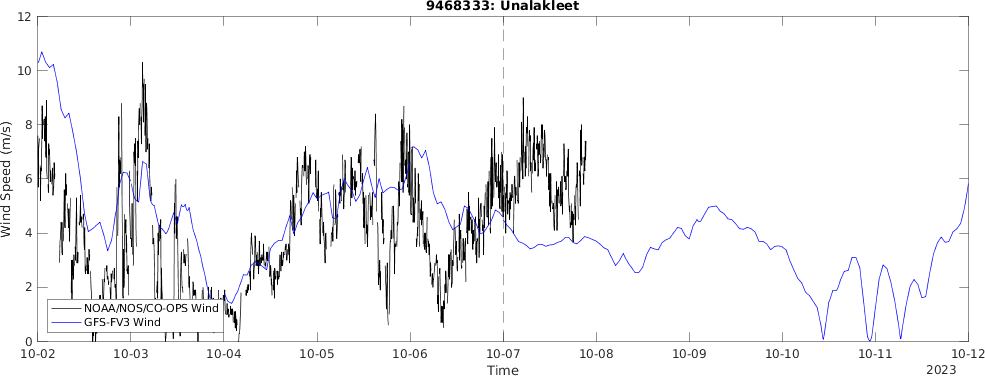 9468333: Unalakleet
12
10
8
6
4
2
0
Wind Speed (m/s)
NOAA/NOS/CO-OPS Wind
GFS-FV3 Wind
10-02 10-03 10-04 10-05 10-06 10-07 10-08 10-09 10-10 10-11 10-12
Time
2023